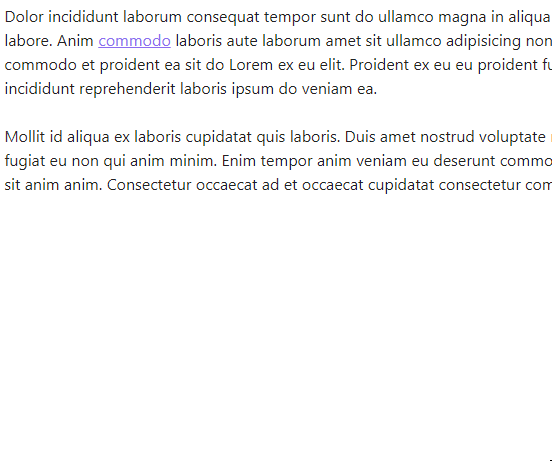 Dolor incididunt laborum consequat tempor sunt do ullamco magna in aliqua
labore. Anim commodo laboris aute laborum amet sit ullamco adipisicing non
commodo et proident ea sit do Lorem ex eu elit. Proident ex eu eu proident
incididunt reprehenderit laboris ipsum do veniam ea.
Mollit id aliqua ex laboris cupidatat quis laboris. Duis amet nostrud voluptate
fugiat eu non qui anim minim. Enim tempor anim veniam eu deserunt commo
sit anim anim. Consectetur occaecat ad et occaecat cupidatat consectetur com